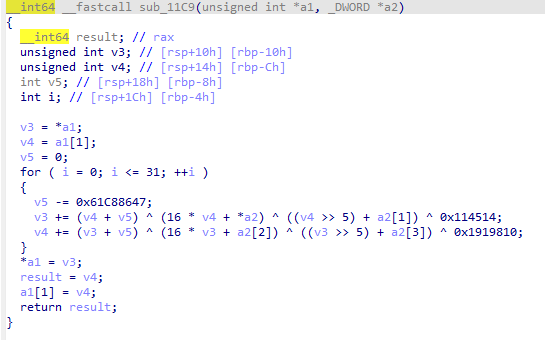 __int64 __fastcall sub_11C9(unsigned int *a1, _DWORD *a2)
{
  __int64 result; // rax
  unsigned int v3; // [rsp+10h] [rbp-10h]
  unsigned int v4; // [rsp+14h] [rbp-Ch]
  int v5; // [rsp+18h] [rbp-8h]
  int i; // [rsp+1Ch] [rbp-4h]

  v3 = *a1;
  v4 = a1[1];
  v5 = 0;
  for ( i = 0; i <= 31; ++i )
  {
    v5 -= 0x61C88647;
    v3 += (v4 + v5) ^ (16 * v4 + *a2) ^ ((v4 >> 5) + a2[1]) ^ 0x114514;
    v4 += (v3 + v5) ^ (16 * v3 + a2[2]) ^ ((v3 >> 5) + a2[3]) ^ 0x1919810;
  }
  *a1 = v3;
  result = v4;
  a1[1] = v4;
  return result;
}